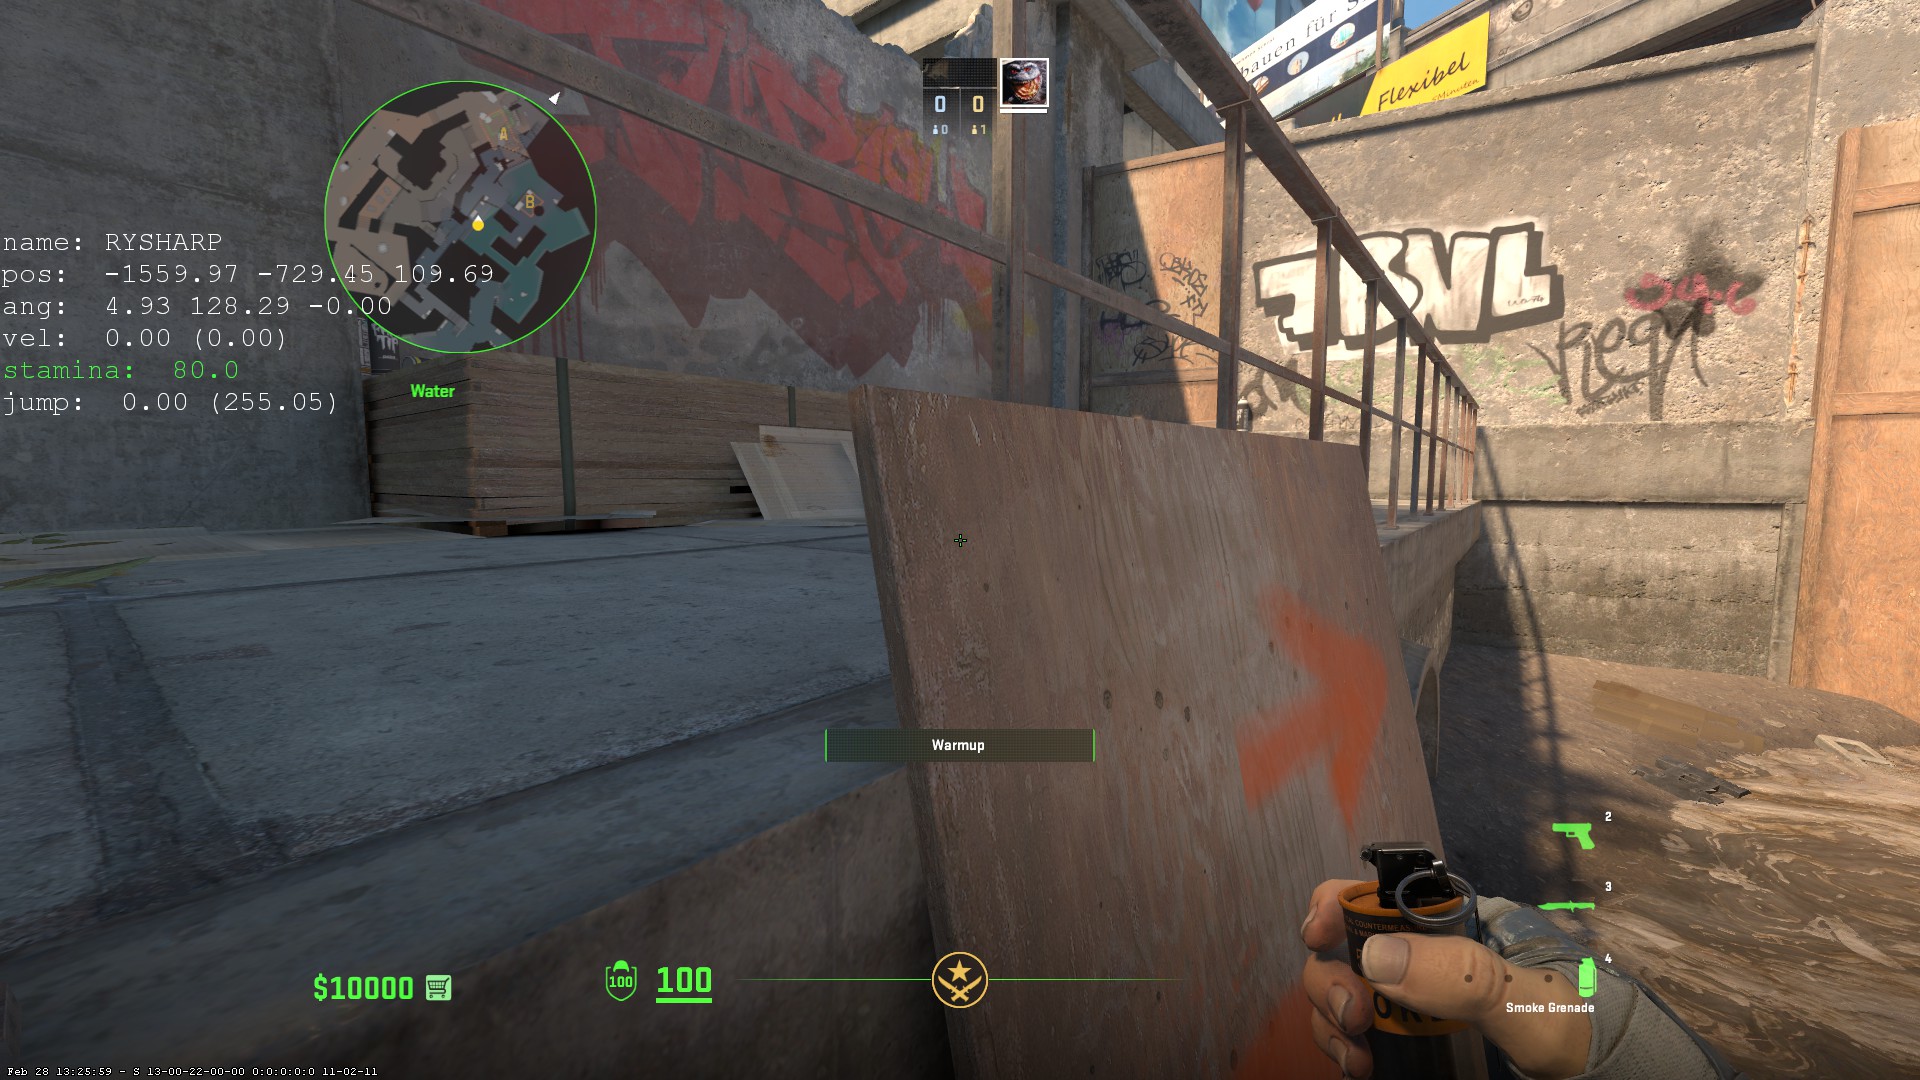 bauen für S
Flexibel
5Minuten
A
B
0 0
0 1
name: RYSHARP
pos: -1559.97 -729.45 109.69
ang: 4.93 128.29 -0.00
vel: 0.00 (0.00)
stamina: 80.0
jump: 0.00 (255.05)
Water
Warmup
2
3
4
Smoke Grenade
$10000
100
100
Feb 28 13:25:59 - S 13-00-22-00-00 0:0:0:0:0 11-02-11